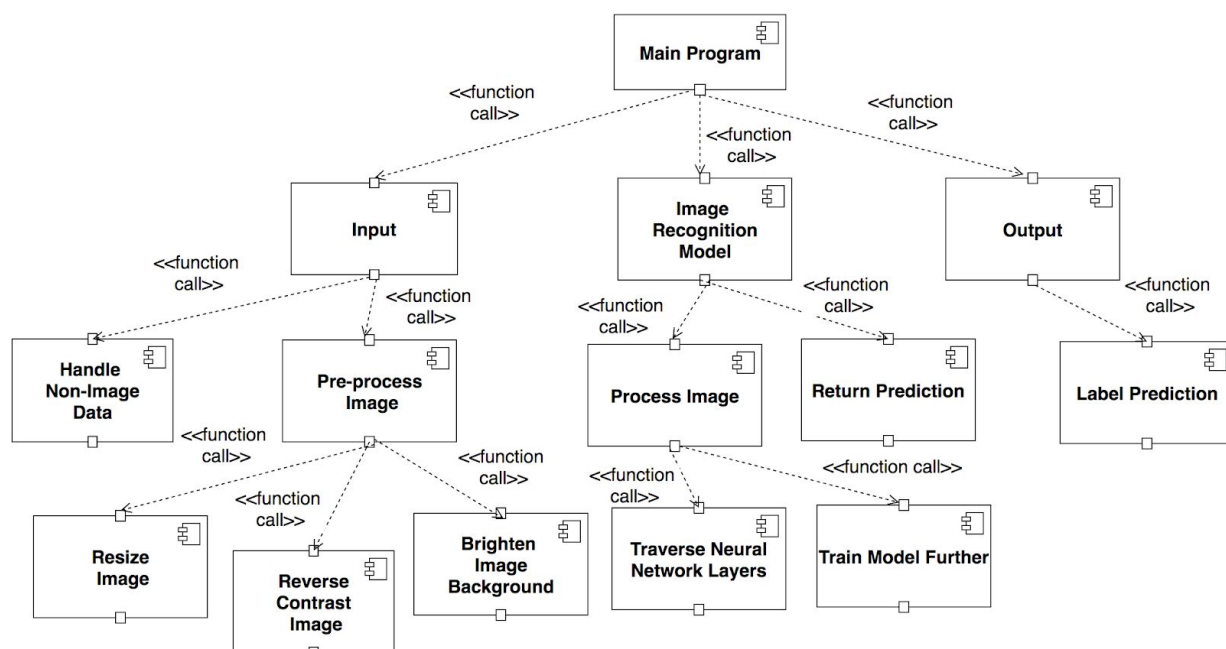 Main Program
<<function
call>>
<<function
call>>
<<function
call>>
Input
Image
Recognition
Model
Output
<<function
call>>
<<function
call>>
<<function
call>>
<<function
call>>
<<function
call>>
Handle
Non-Image
Data
Pre-process
Image
Process Image
Return Prediction
Label Prediction
<<function
call>>
<<function
call>>
<<function
call>>
<<function
call>>
<<function call>>
Resize
Image
Reverse
Contrast
Image
Brighten
Image
Background
Traverse Neural
Network Layers
Train Model Further